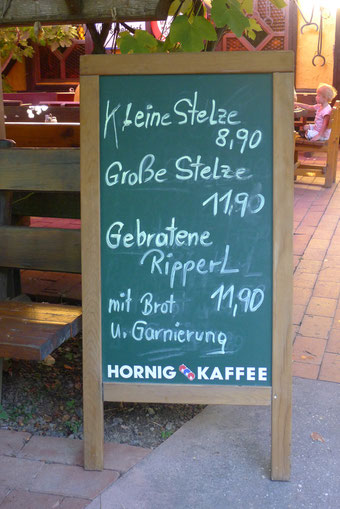 Kleine Stelze
8,90
Große Stelze
11,90
Gebratene
Ripperl
mit Brot 11,90
u. Garnierung
HORNIG KAFFEE